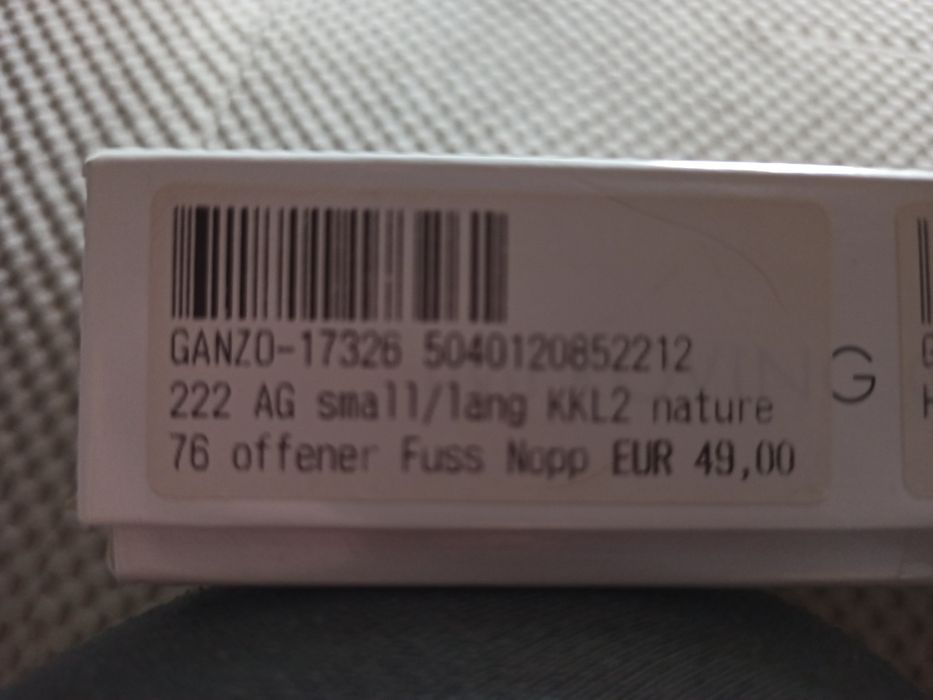 GANZO-17326 5040120852212
222 AG small/lang KKL2 nature
76 offener Fuss Nopp EUR 49,00
G